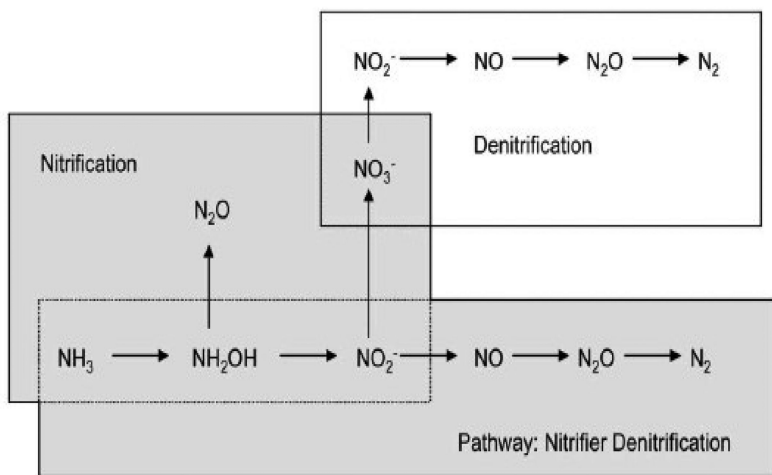 NO₂⁻ NO N₂O N₂
Denitrification
Nitrification
NO₃⁻
N₂O
NH₃ NH₂OH NO₂⁻ NO N₂O N₂
Pathway: Nitrifier Denitrification